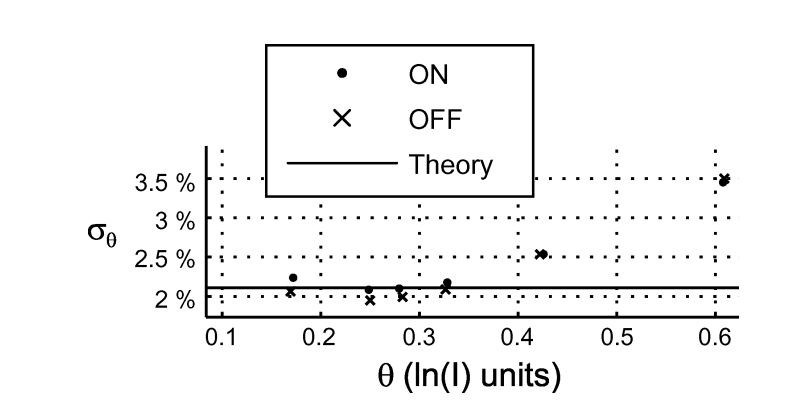 ON
OFF
Theory
3.5 %
3 %
2.5 %
2 %
σθ
0.1 0.2 0.3 0.4 0.5 0.6
θ (ln(I) units)